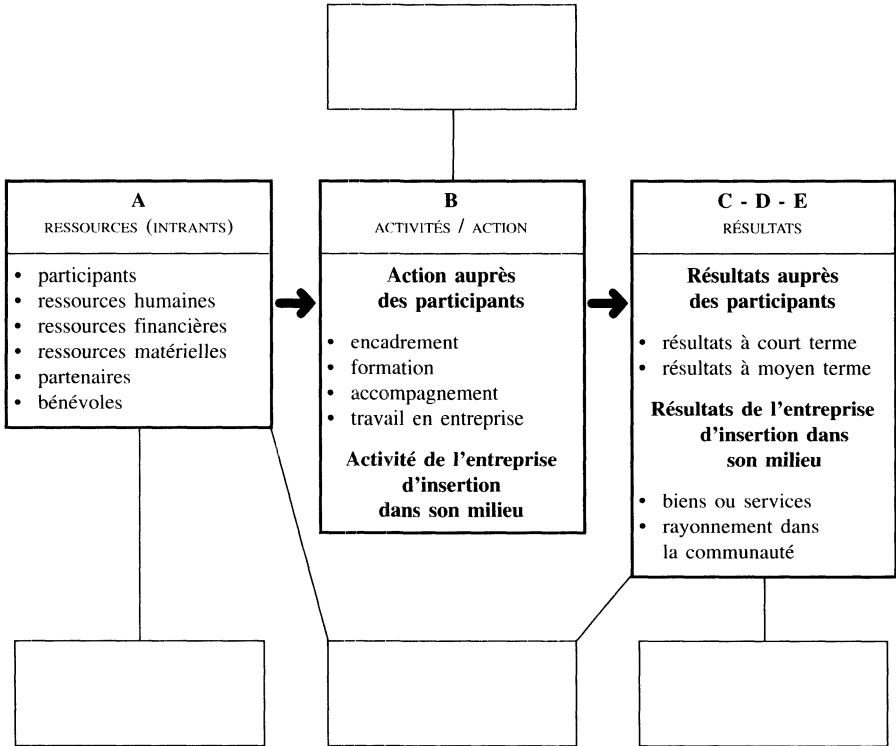 A
RESSOURCES (INTRANTS)
• participants
• ressources humaines
• ressources financières
• ressources matérielles
• partenaires
• bénévoles
B
ACTIVITÉS / ACTION
Action auprès
des participants
• encadrement
• formation
• accompagnement
• travail en entreprise
Activité de l'entreprise
d'insertion
dans son milieu
C - D - E
RÉSULTATS
Résultats auprès
des participants
• résultats à court terme
• résultats à moyen terme
Résultats de l'entreprise
d'insertion dans
son milieu
• biens ou services
• rayonnement dans
la communauté